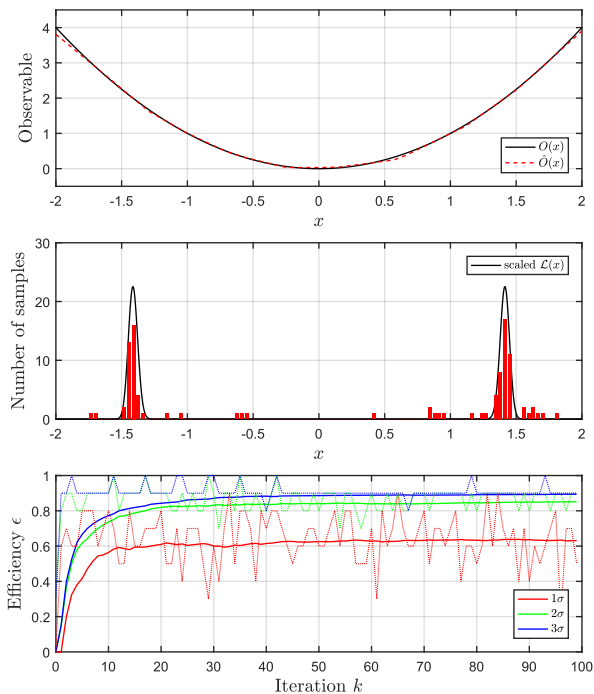 4
3
2
1
0
Observable
O(x)
Ô(x)
-2 -1.5 -1 -0.5 0 0.5 1 1.5 2
x
30
20
10
0
Number of samples
scaled ℒ(x)
-2 -1.5 -1 -0.5 0 0.5 1 1.5 2
x
1
0.8
0.6
0.4
0.2
0
Efficiency ϵ
1σ
2σ
3σ
0 10 20 30 40 50 60 70 80 90 100
Iteration k